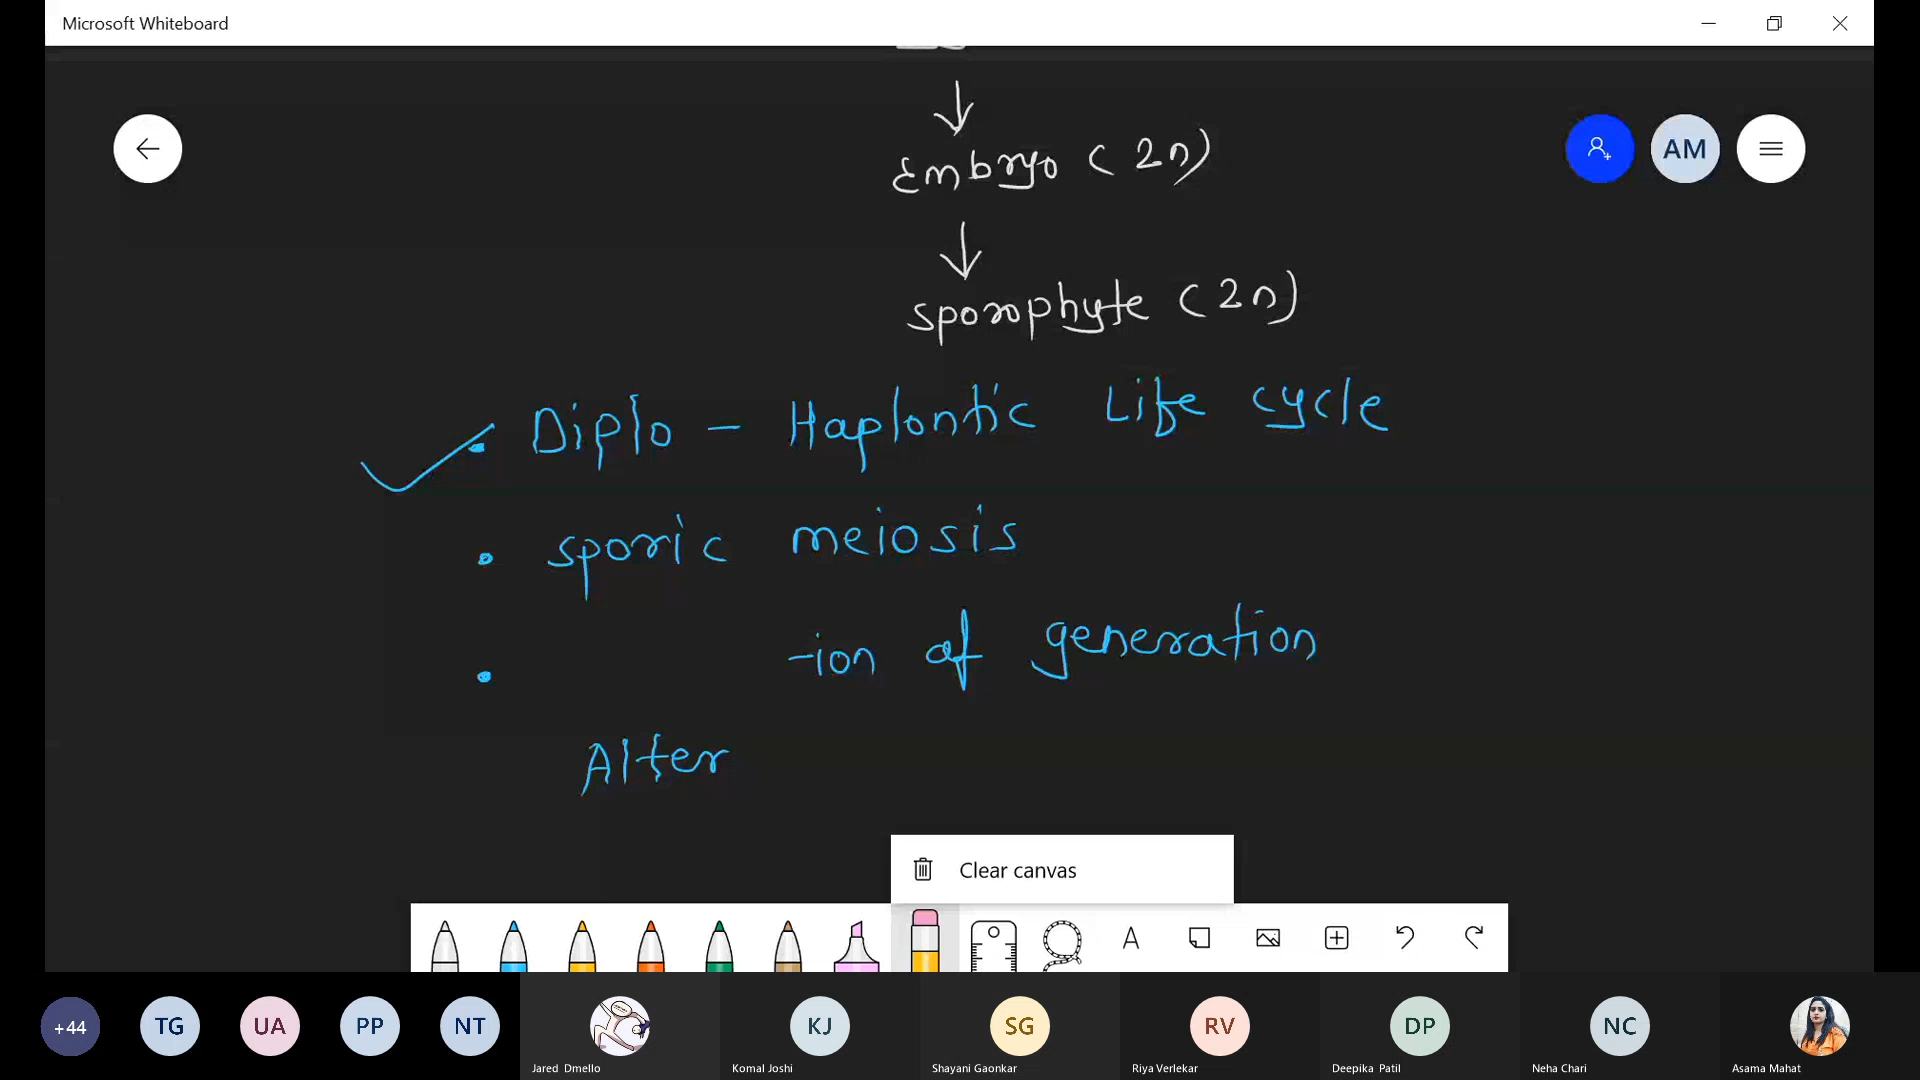 Microsoft Whiteboard
AM
Embryo (2n)
sporophyte (2n)
Diplo - Haplontic Life cycle
sporic meiosis
-ion of generation
Alter
Clear canvas
A
+44
TG
UA
PP
NT
KJ
SG
RV
DP
NC
Jared Dmello
Komal Joshi
Shayani Gaonkar
Riya Verlekar
Deepika Patil
Neha Chari
Asama Mahat